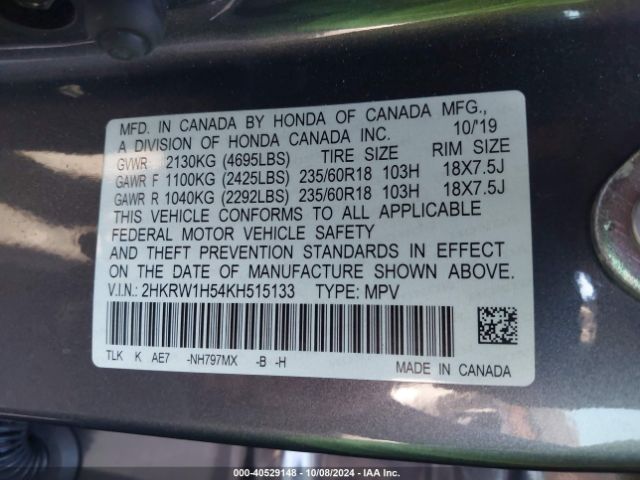 MFD. IN CANADA BY HONDA OF CANADA MFG.,
A DIVISION OF HONDA CANADA INC. 10/'19
GVWR 2130KG (4695LBS) TIRE SIZE RIM SIZE
GAWR F 1100KG (2425LBS) 235/60R18 103H 18X7.5J
GAWR R 1040KG (2292LBS) 235/60R18 103H 18X7.5J
THIS VEHICLE CONFORMS TO ALL APPLICABLE
FEDERAL MOTOR VEHICLE SAFETY
AND THEFT PREVENTION STANDARDS IN EFFECT
ON THE DATE OF MANUFACTURE SHOWN ABOVE.
V.I.N.: 2HKRW1H54KH515133 TYPE: MPV
TLK K AE7 -NH797MX -B -H
MADE IN CANADA
000-40529148 - 10/08/2024 - IAA Inc.